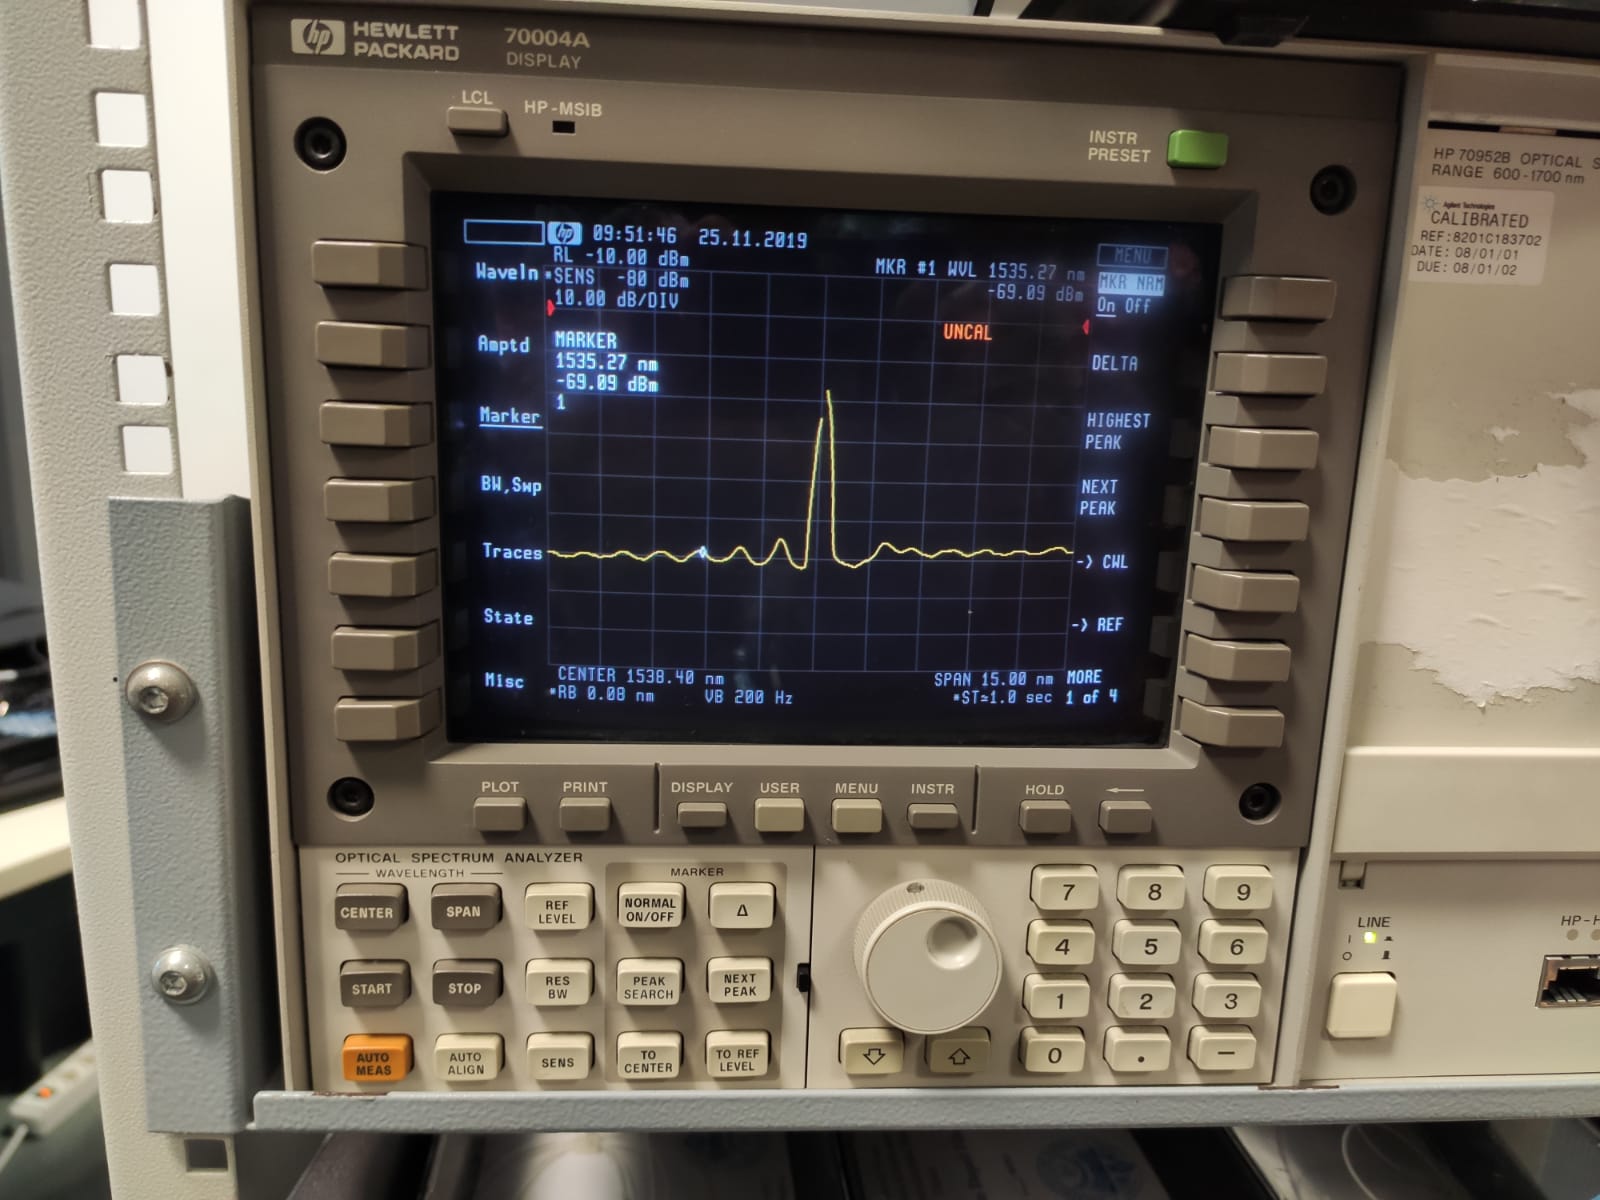 hp HEWLETT PACKARD
70004A
DISPLAY
LCL
HP-MSIB
INSTR
PRESET
HP 70952B OPTICAL
RANGE 600-1700 nm
Agilent Technologies
CALIBRATED
REF:8201C183702
DATE: 08/01/01
DUE: 08/01/02
hp 09:51:46 25.11.2019
RL -10.00 dBm
*SENS -80 dBm
10.00 dB/DIV
MKR #1 WVL 1535.27 nm
-69.09 dBm
UNCAL
MARKER
1535.27 nm
-69.09 dBm
1
Waveln
Amptd
Marker
BW,Swp
Traces
State
Misc
MENU
MKR NRM
On Off
DELTA
HIGHEST
PEAK
NEXT
PEAK
-> CWL
-> REF
MORE
1 of 4
CENTER 1538.40 nm
SPAN 15.00 nm
*RB 0.08 nm
VB 200 Hz
*ST≃1.0 sec
PLOT
PRINT
DISPLAY
USER
MENU
INSTR
HOLD
OPTICAL SPECTRUM ANALYZER
WAVELENGTH
MARKER
CENTER
SPAN
REF
LEVEL
NORMAL
ON/OFF
Δ
START
STOP
RES
BW
PEAK
SEARCH
NEXT
PEAK
AUTO
MEAS
AUTO
ALIGN
SENS
TO
CENTER
TO REF
LEVEL
7 8 9
4 5 6
1 2 3
0 . −
LINE